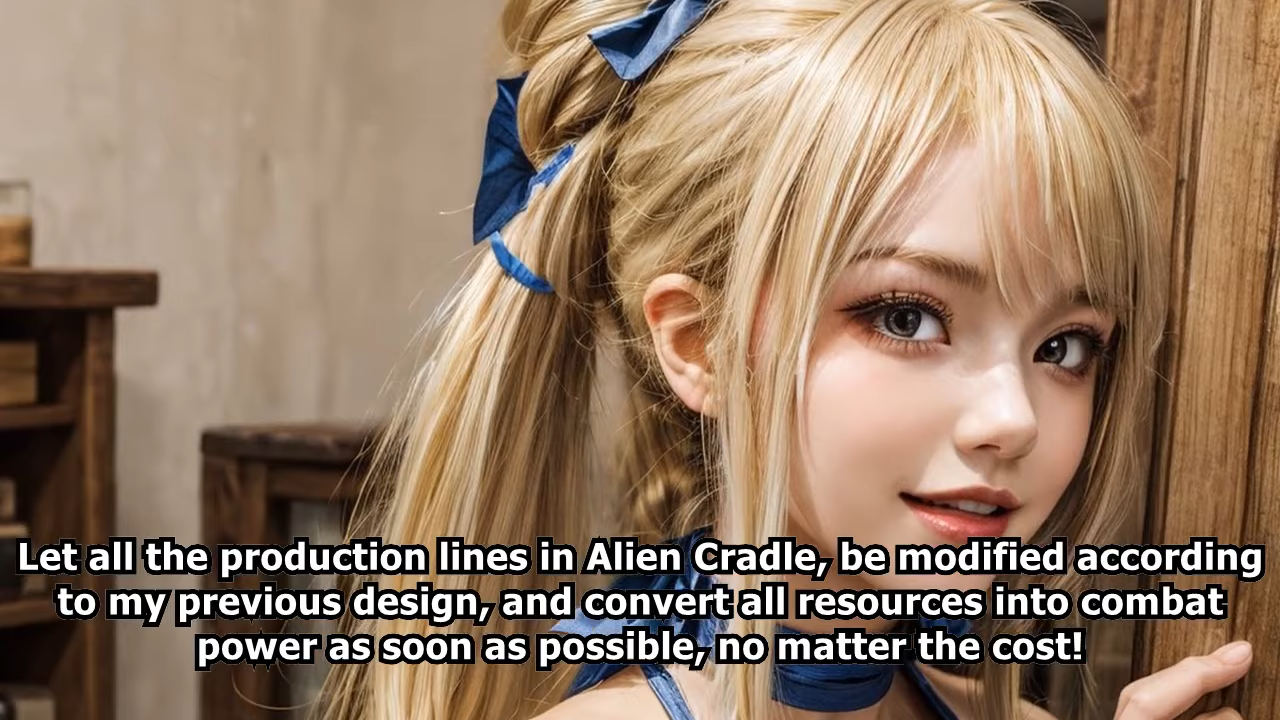 Let all the production lines in Alien Cradle, be modified according
to my previous design, and convert all resources into combat
power as soon as possible, no matter the cost!